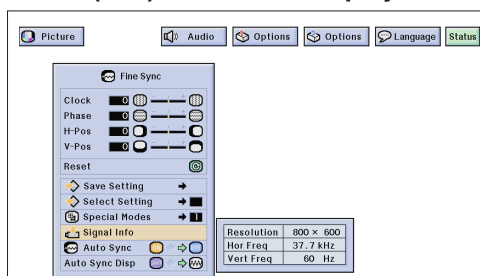 Picture Audio Options Options Language Status
Fine Sync
Clock 0
Phase 0
H-Pos 0
V-Pos 0
Reset
Save Setting
Select Setting
Special Modes 1
Signal Info
Auto Sync
Auto Sync Disp
Resolution 800 × 600
Hor Freq 37.7 kHz
Vert Freq 60 Hz